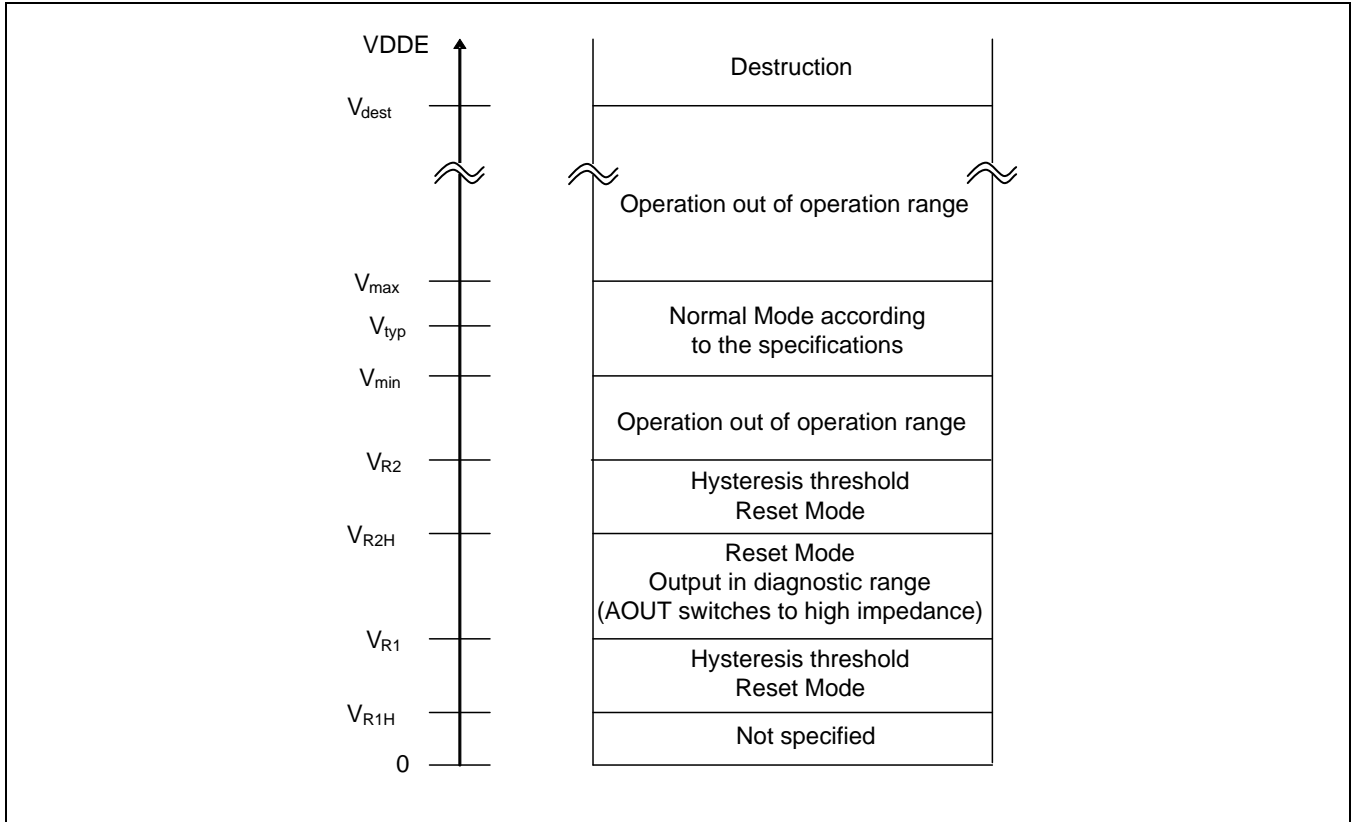 VDDE
Destruction
Vdest
Operation out of operation range
Vmax
Normal Mode according
to the specifications
Vtyp
Vmin
Operation out of operation range
VR2
Hysteresis threshold
Reset Mode
VR2H
Reset Mode
Output in diagnostic range
(AOUT switches to high impedance)
VR1
Hysteresis threshold
Reset Mode
VR1H
Not specified
0